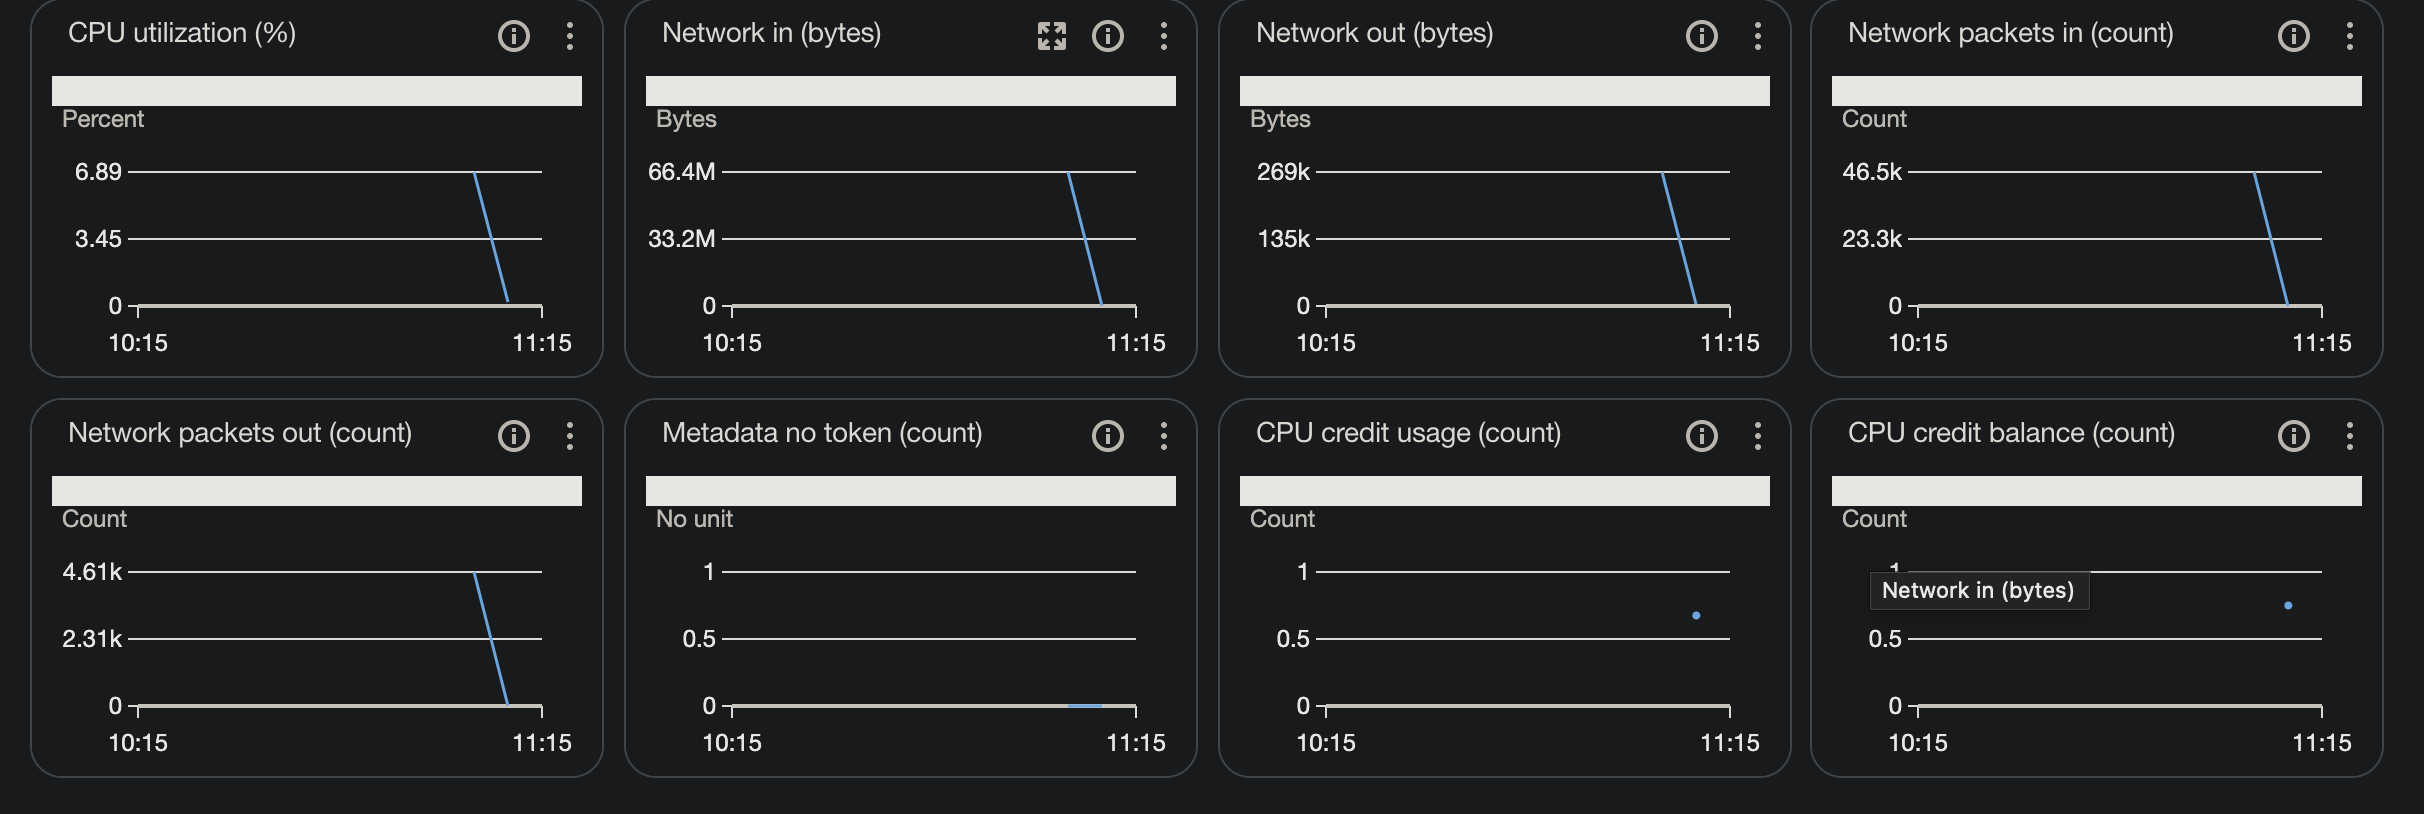 CPU utilization (%)
Percent
6.89
3.45
0
10:15 11:15
Network in (bytes)
Bytes
66.4M
33.2M
0
10:15 11:15
Network out (bytes)
Bytes
269k
135k
0
10:15 11:15
Network packets in (count)
Count
46.5k
23.3k
0
10:15 11:15
Network packets out (count)
Count
4.61k
2.31k
0
10:15 11:15
Metadata no token (count)
No unit
1
0.5
0
10:15 11:15
CPU credit usage (count)
Count
1
0.5
0
10:15 11:15
CPU credit balance (count)
Count
1
Network in (bytes)
0.5
0
10:15 11:15